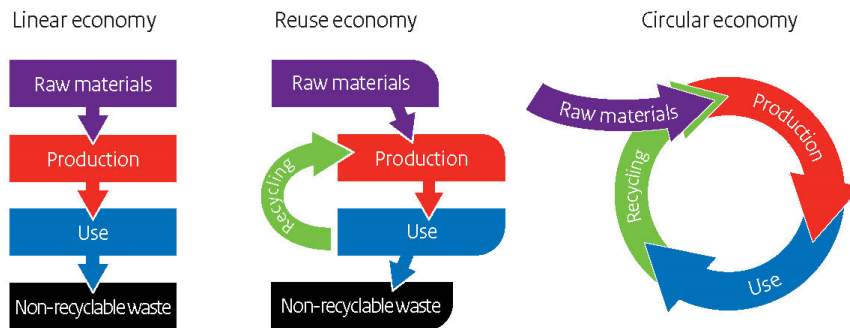 Linear economy
Raw materials
Production
Use
Non-recyclable waste
Reuse economy
Raw materials
Production
Recycling
Use
Non-recyclable waste
Circular economy
Raw materials
Production
Recycling
Use